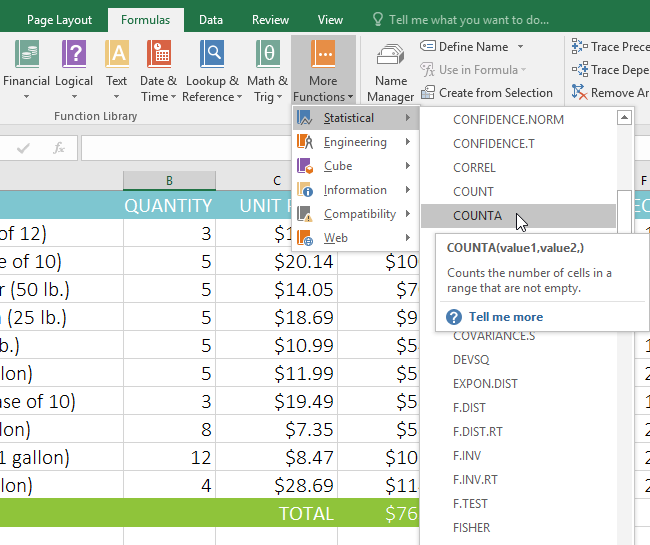 Page Layout Formulas Data Review View Tell me what you want to do...
Financial Logical Text Date & Time Lookup & Reference Math & Trig More Functions Name Manager
Define Name
Use in Formula
Create from Selection
Trace Prece
Trace Depe
Remove Ar
Function Library
Statistical
Engineering
Cube
Information
Compatibility
Web
CONFIDENCE.NORM
CONFIDENCE.T
CORREL
COUNT
COUNTA
COUNTA(value1,value2,)
Counts the number of cells in a
range that are not empty.
Tell me more
COVARIANCE.S
DEVSQ
EXPON.DIST
F.DIST
F.DIST.RT
F.INV
F.INV.RT
F.TEST
FISHER
fx
B C F
QUANTITY UNIT
of 12) 3 $1
e of 10) 5 $20.14 $10
r (50 lb.) 5 $14.05 $7
(25 lb.) 5 $18.69 $9
b.) 5 $10.99 $5
lon) 5 $11.99 $5
se of 10) 3 $19.49 $5
lon) 8 $7.35 $5
1 gallon) 12 $8.47 $10
lon) 4 $28.69 $11
TOTAL $76